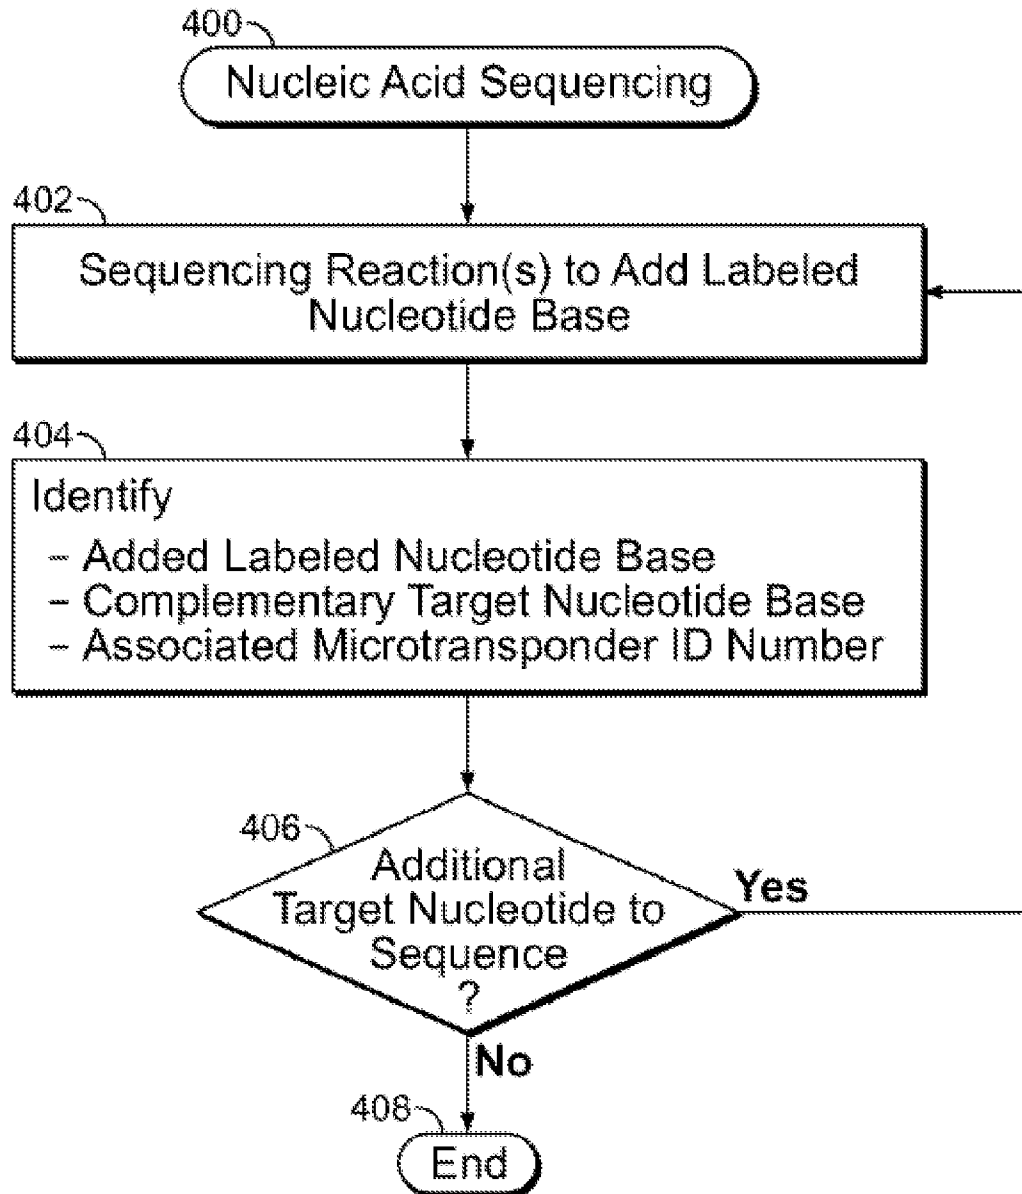 400
Nucleic Acid Sequencing
402
Sequencing Reaction(s) to Add Labeled
Nucleotide Base
404
Identify
– Added Labeled Nucleotide Base
– Complementary Target Nucleotide Base
– Associated Microtransponder ID Number
406
Additional
Target Nucleotide to
Sequence
?
Yes
No
408
End